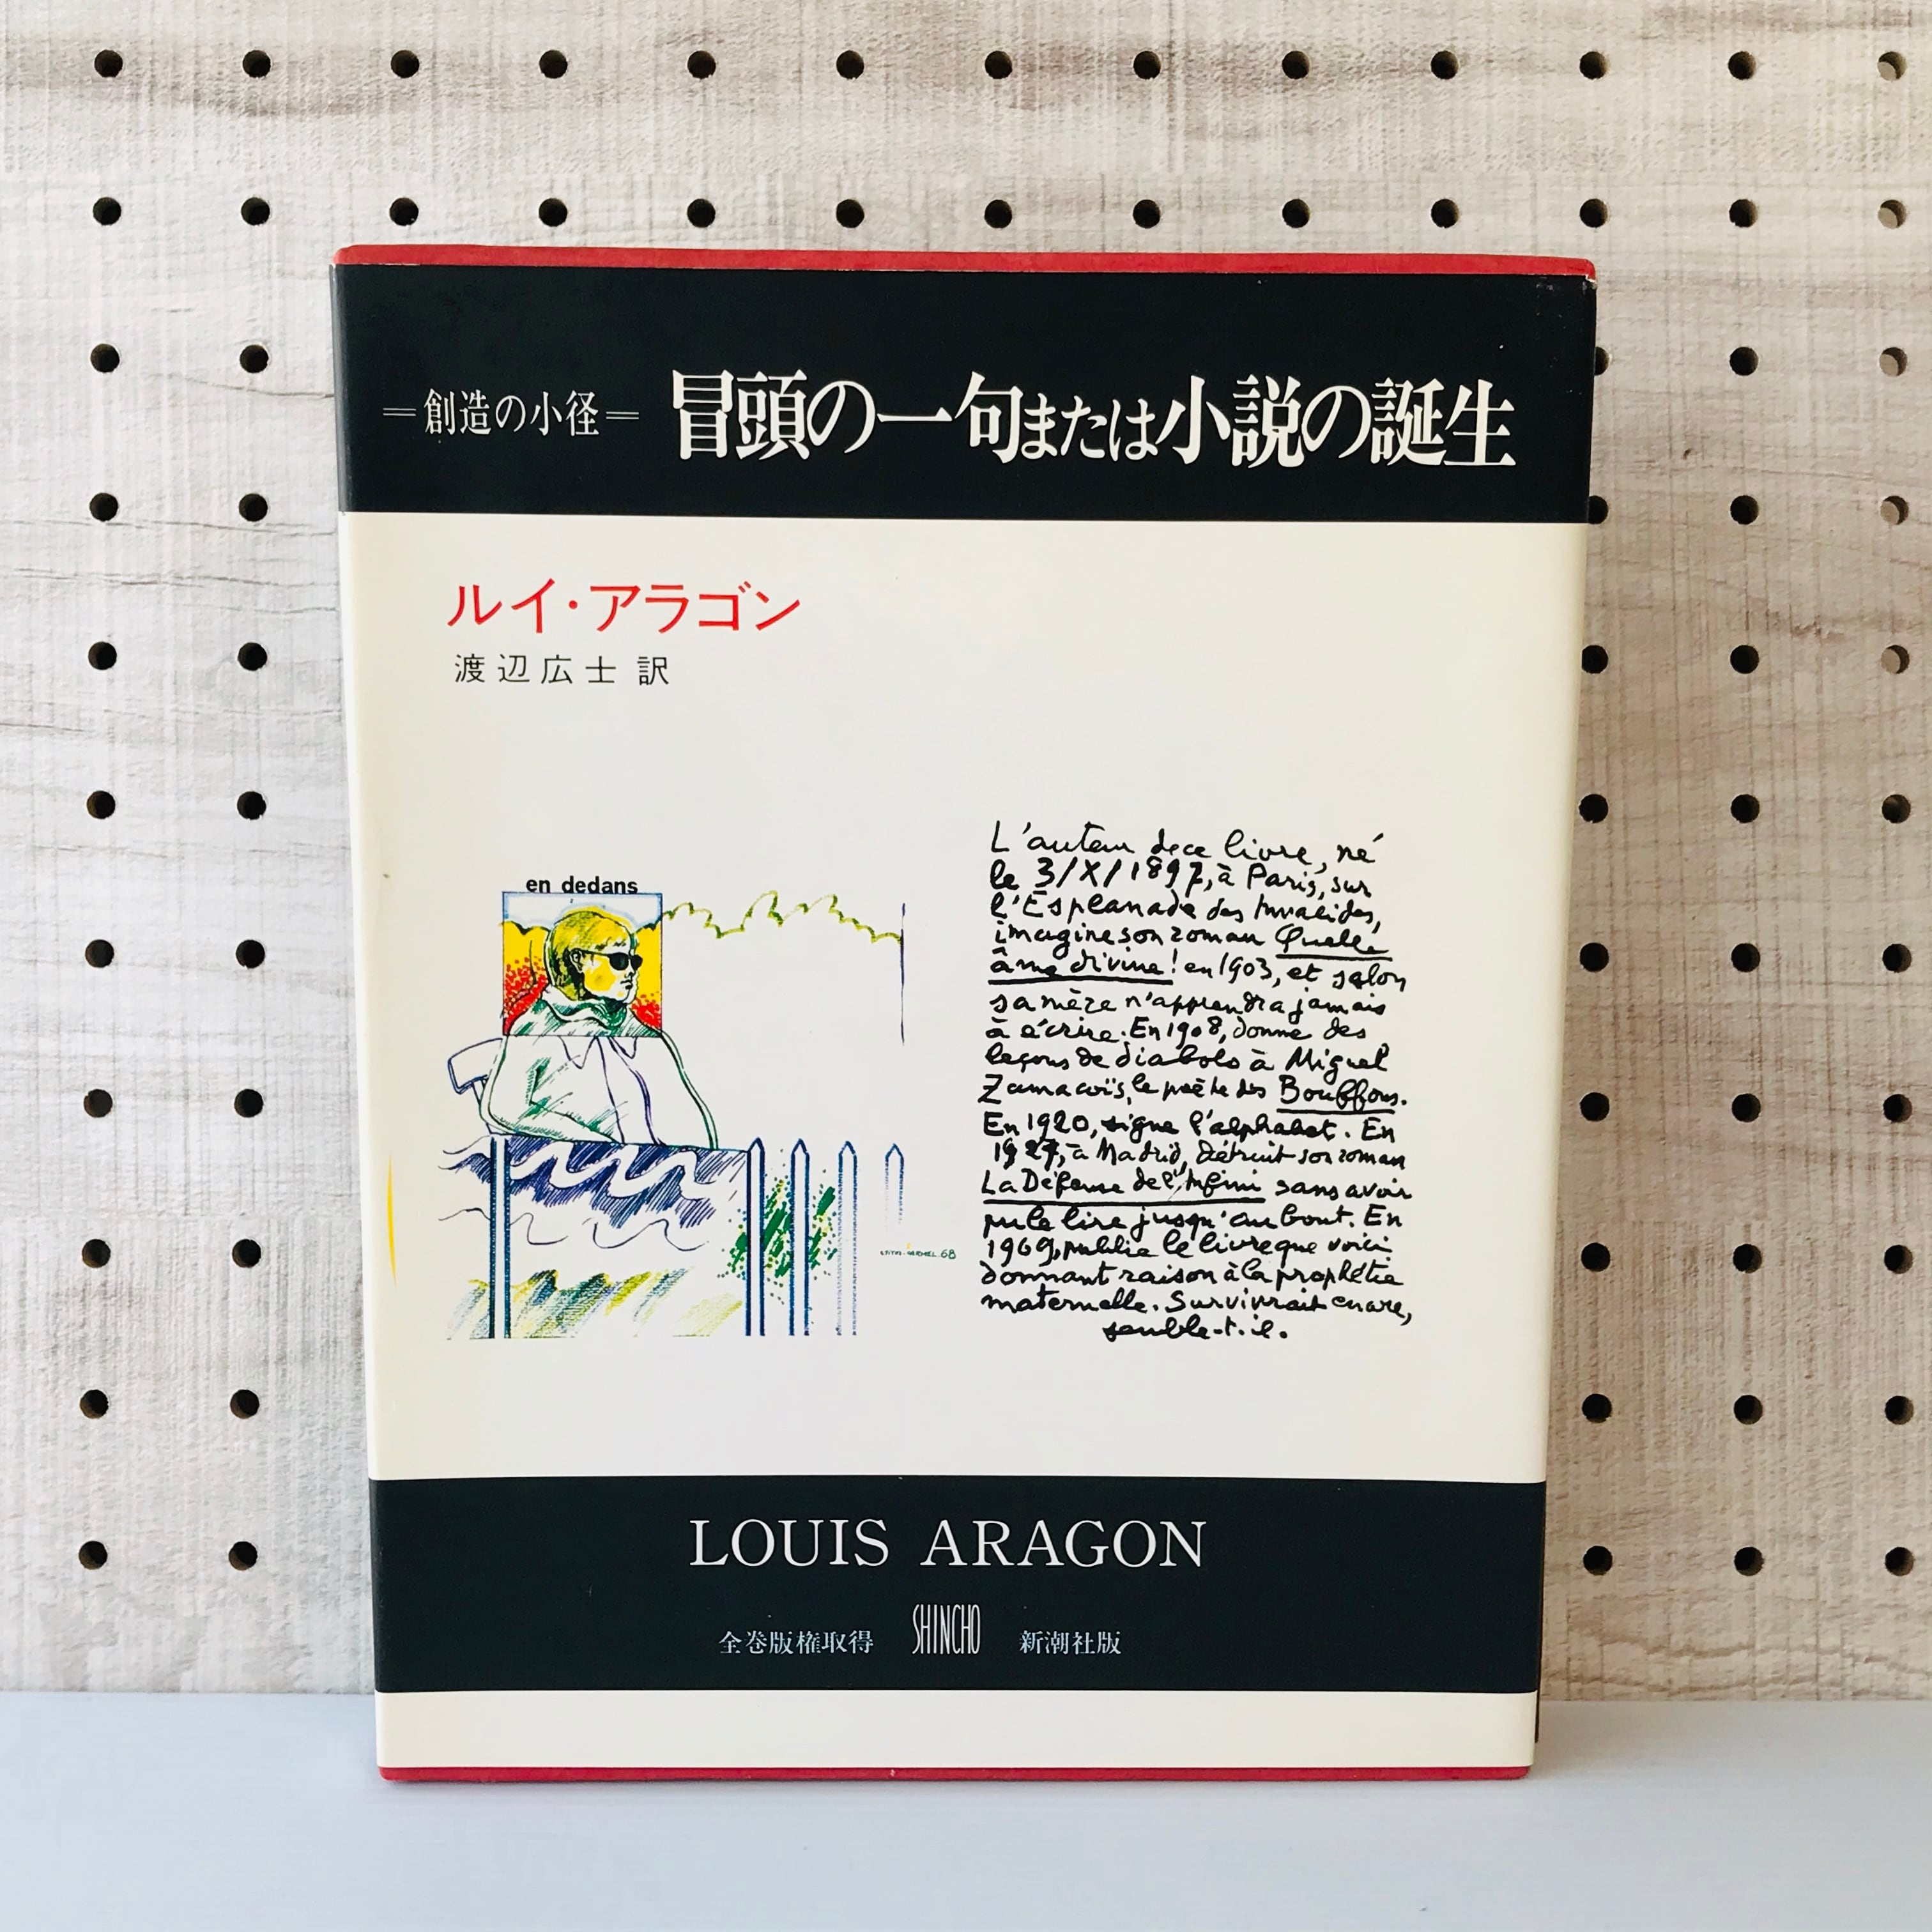 ＝創造の小径＝ 冒頭の一句または小説の誕生
ルイ・アラゴン
渡辺広士 訳
en dedans
68
L'auteur de ce livre, né
le 3/X/1897, à Paris, sur
l'Esplanade des Invalides,
imagine son roman Quelle
âme divine! en 1903, et selon
sa mère n'apprendra jamais
à écrire. En 1908, donne des
leçons de diabolo à Miguel
Zamacoïs, le poète des Bouffons.
En 1920, signe l'alphabet. En
1927, à Madrid, détruit son roman
La Défense de l'Infini sans avoir
pu le lire jusqu'au bout. En
1969, publie le livre que voici
donnant raison à la prophétie
maternelle. Survivrait encore,
semble-t-il.
LOUIS ARAGON
全巻版権取得 SHINCHO 新潮社版